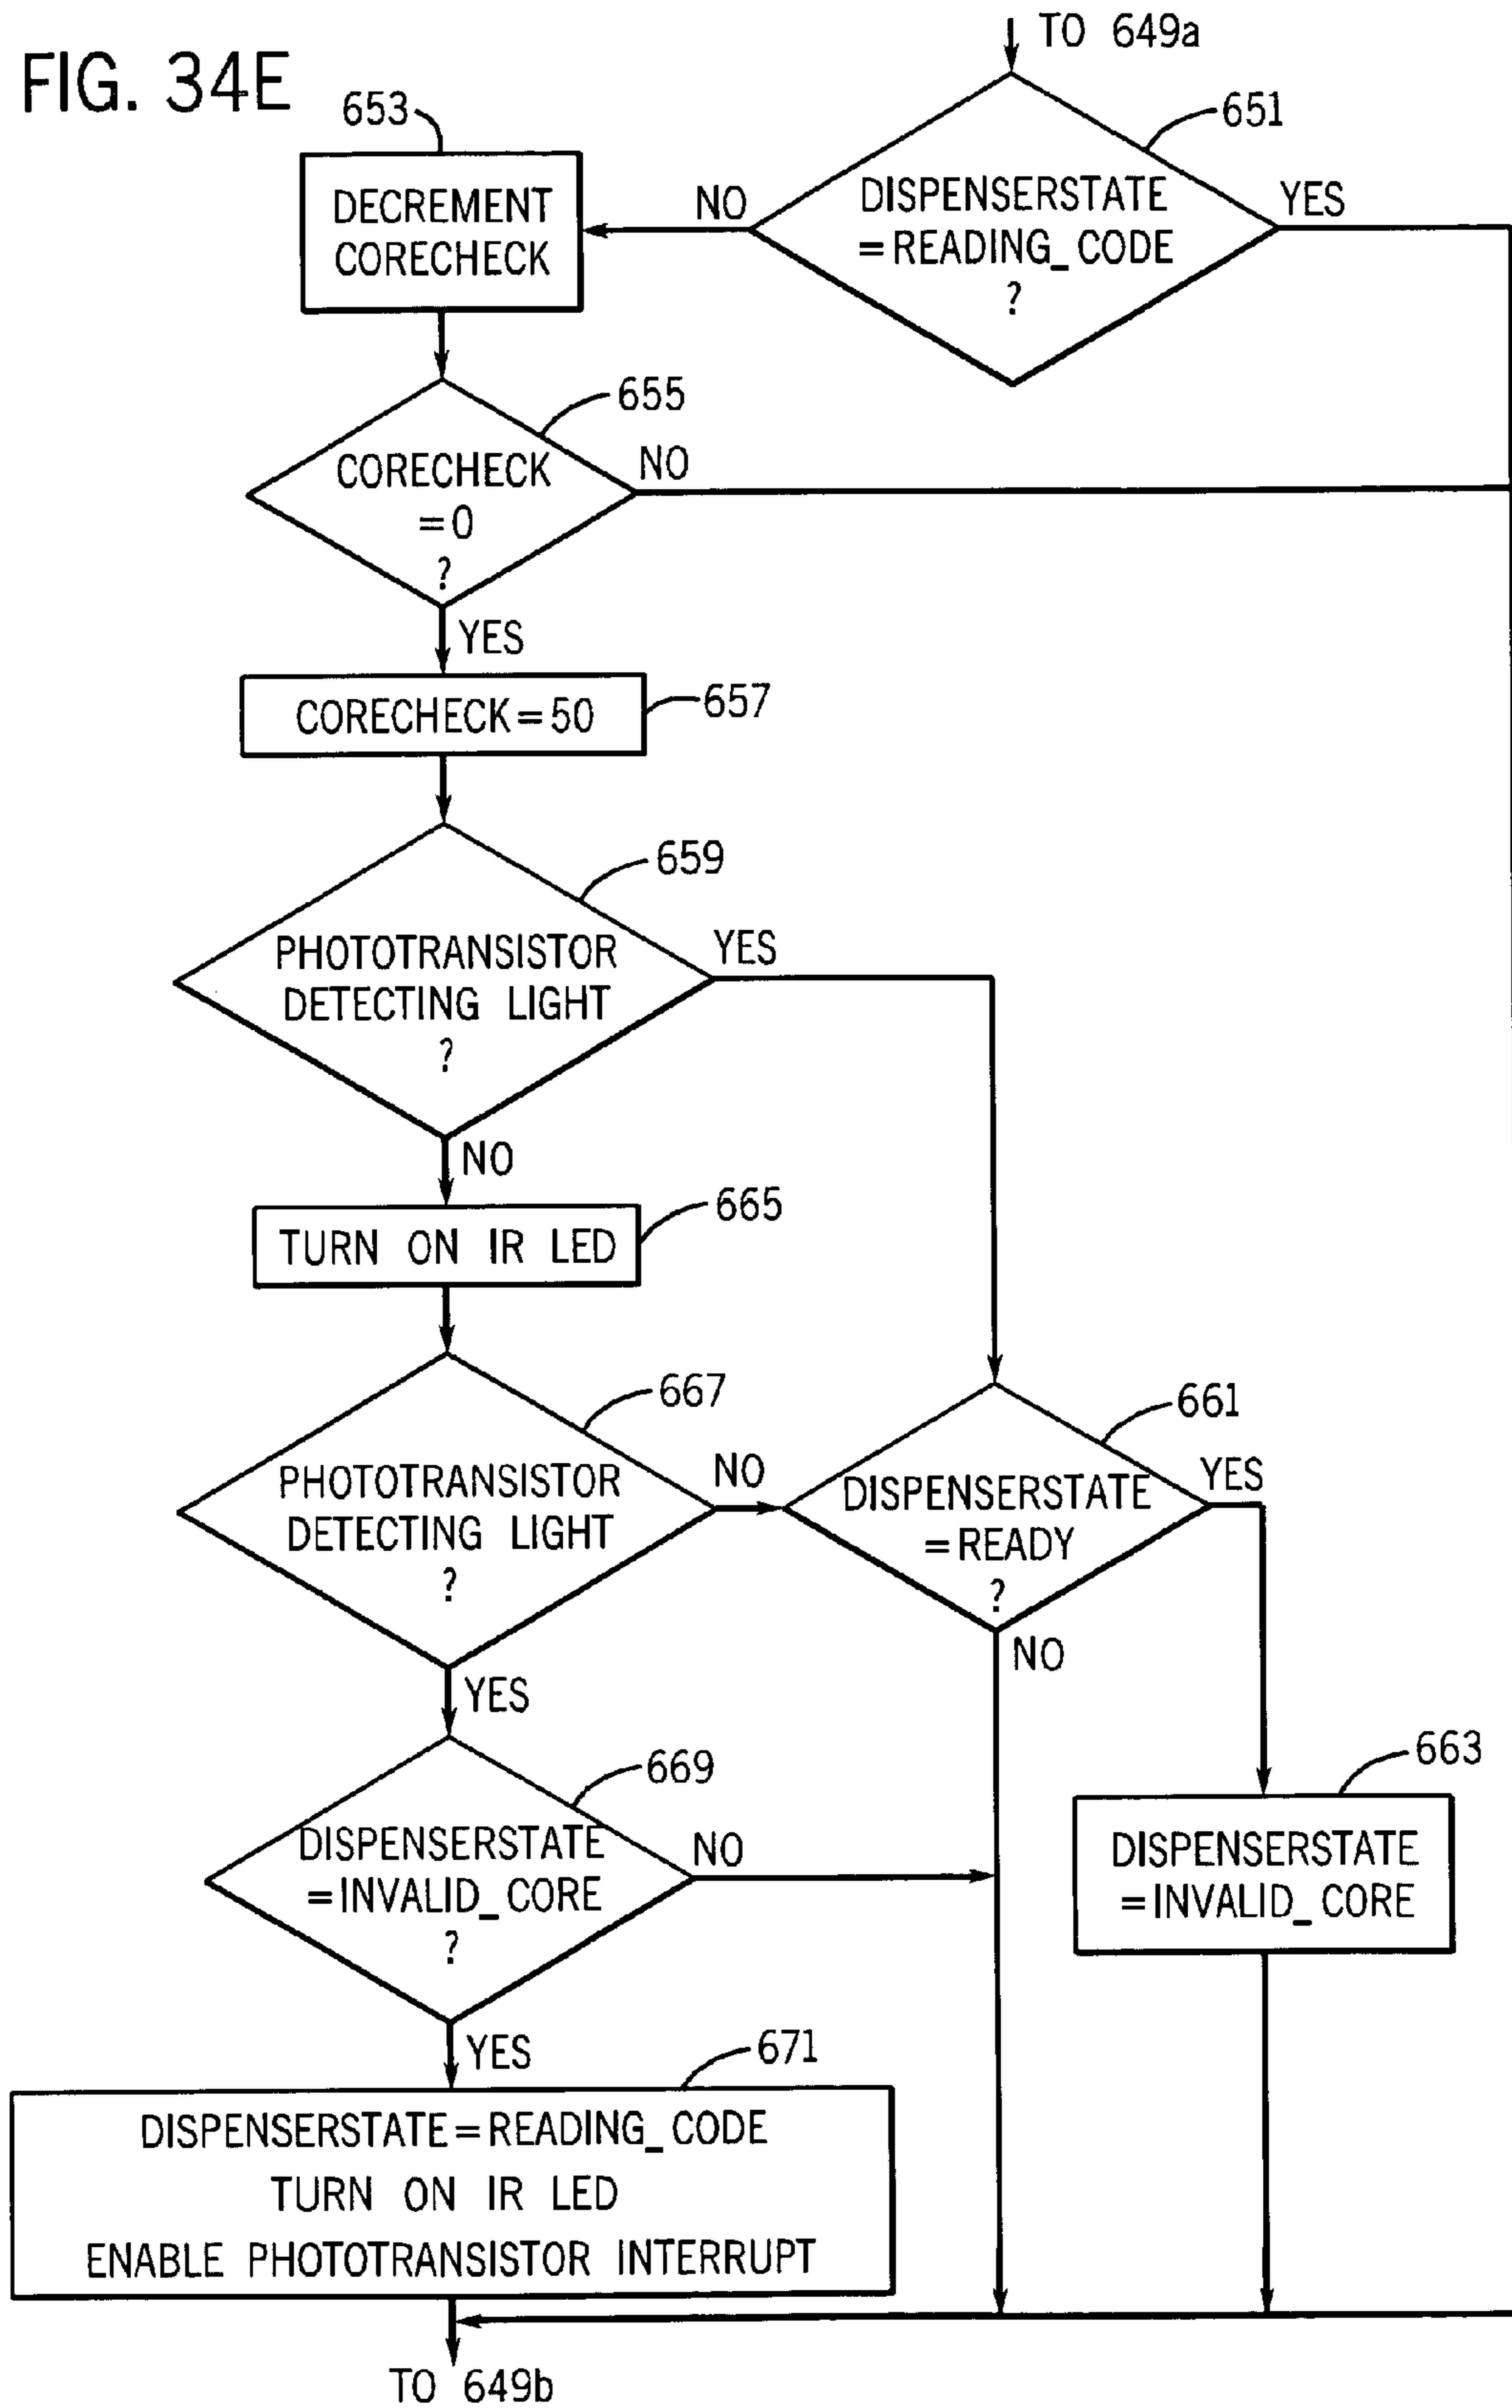 FIG. 34E
TO 649a
651
DISPENSERSTATE
=READING_CODE
?
YES
NO
653
DECREMENT
CORECHECK
655
CORECHECK
=0
?
NO
YES
CORECHECK=50
657
659
PHOTOTRANSISTOR
DETECTING LIGHT
?
YES
NO
665
TURN ON IR LED
667
PHOTOTRANSISTOR
DETECTING LIGHT
?
NO
YES
661
DISPENSERSTATE
=READY
?
YES
NO
663
DISPENSERSTATE
=INVALID_CORE
669
DISPENSERSTATE
=INVALID_CORE
?
NO
YES
671
DISPENSERSTATE=READING_CODE
TURN ON IR LED
ENABLE PHOTOTRANSISTOR INTERRUPT
TO 649b